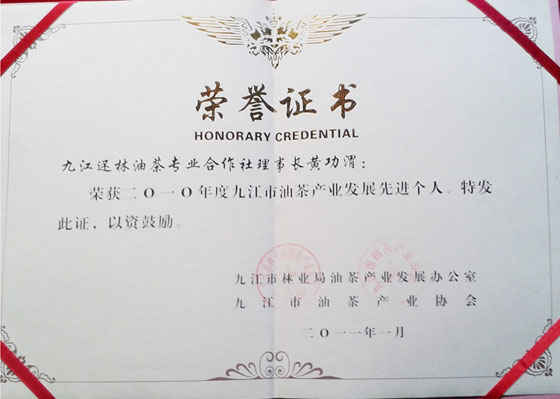 荣誉证书
HONORARY CREDENTIAL
九江还林油茶专业合作社理事长黄功渭：
荣获二〇一〇年度九江市油茶产业发展先进个人。特发
此证，以资鼓励。
九江市林业局油茶产业发展办公室
九江市油茶产业协会
二〇一一年一月